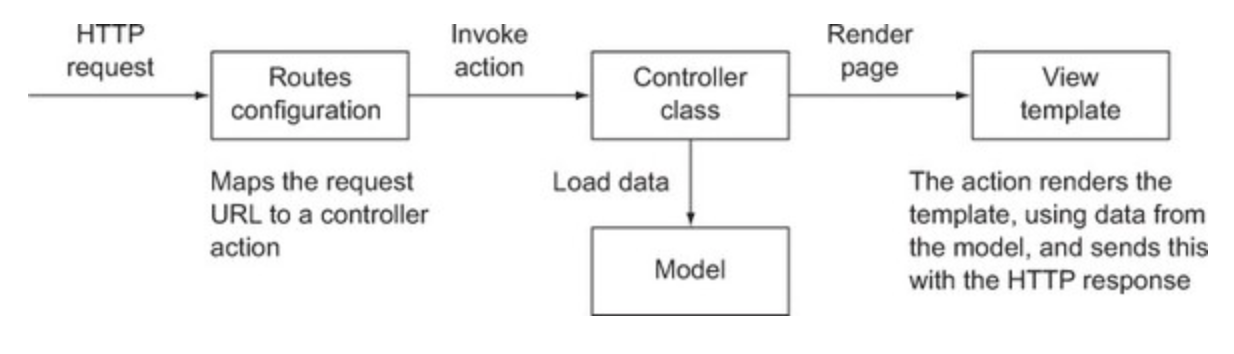 HTTP
request
Routes
configuration
Maps the request
URL to a controller
action
Invoke
action
Controller
class
Load data
Model
Render
page
View
template
The action renders the
template, using data from
the model, and sends this
with the HTTP response